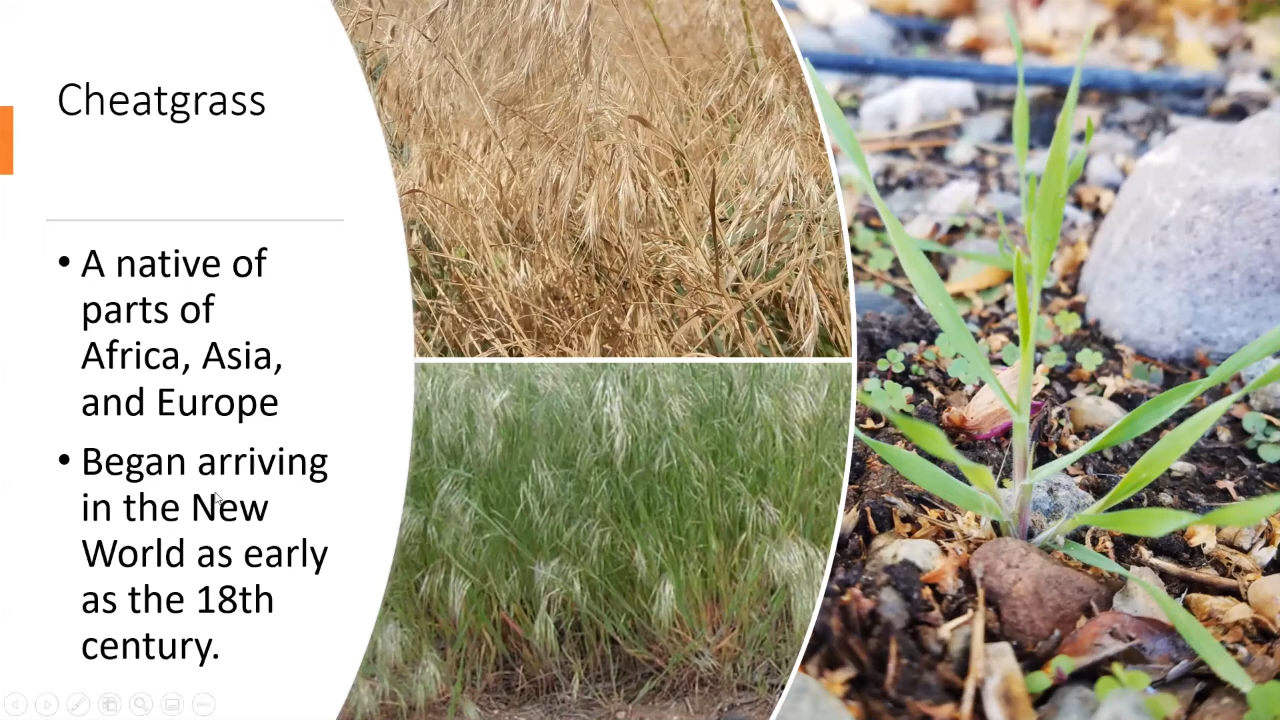 Cheatgrass
• A native of
parts of
Africa, Asia,
and Europe
• Began arriving
in the New
World as early
as the 18th
century.